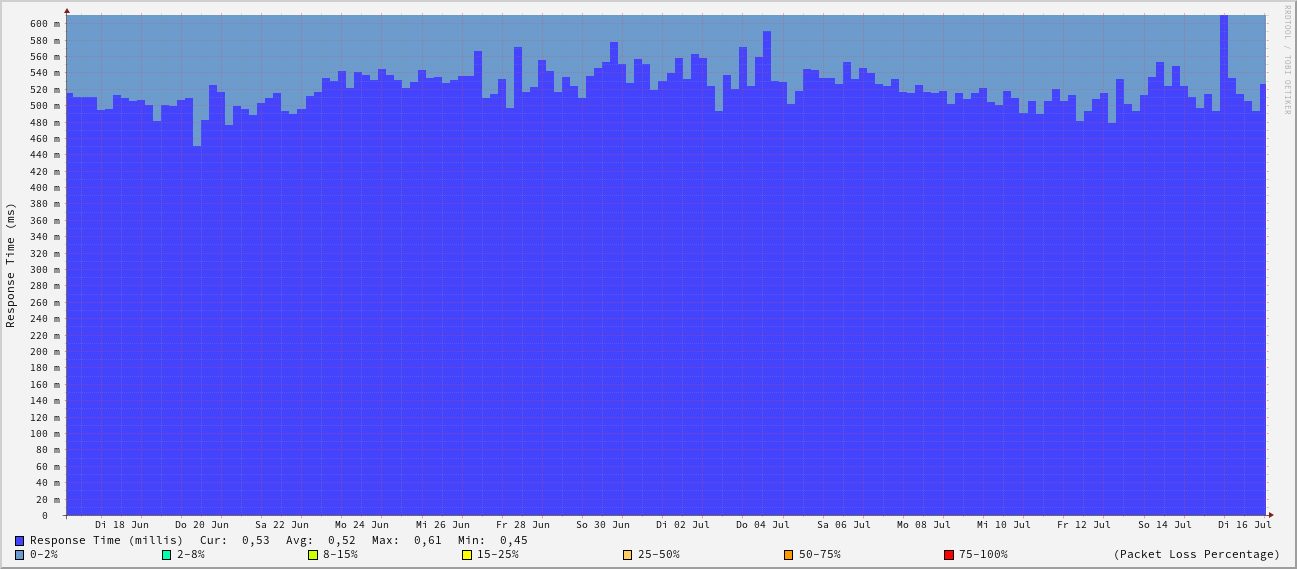 RRDTOOL / TOBI OETIKER
Response Time (ms)
600 m
580 m
560 m
540 m
520 m
500 m
480 m
460 m
440 m
420 m
400 m
380 m
360 m
340 m
320 m
300 m
280 m
260 m
240 m
220 m
200 m
180 m
160 m
140 m
120 m
100 m
80 m
60 m
40 m
20 m
0
Di 18 Jun Do 20 Jun Sa 22 Jun Mo 24 Jun Mi 26 Jun Fr 28 Jun So 30 Jun Di 02 Jul Do 04 Jul Sa 06 Jul Mo 08 Jul Mi 10 Jul Fr 12 Jul So 14 Jul Di 16 Jul
Response Time (millis) Cur: 0,53 Avg: 0,52 Max: 0,61 Min: 0,45
0-2% 2-8% 8-15% 15-25% 25-50% 50-75% 75-100% (Packet Loss Percentage)